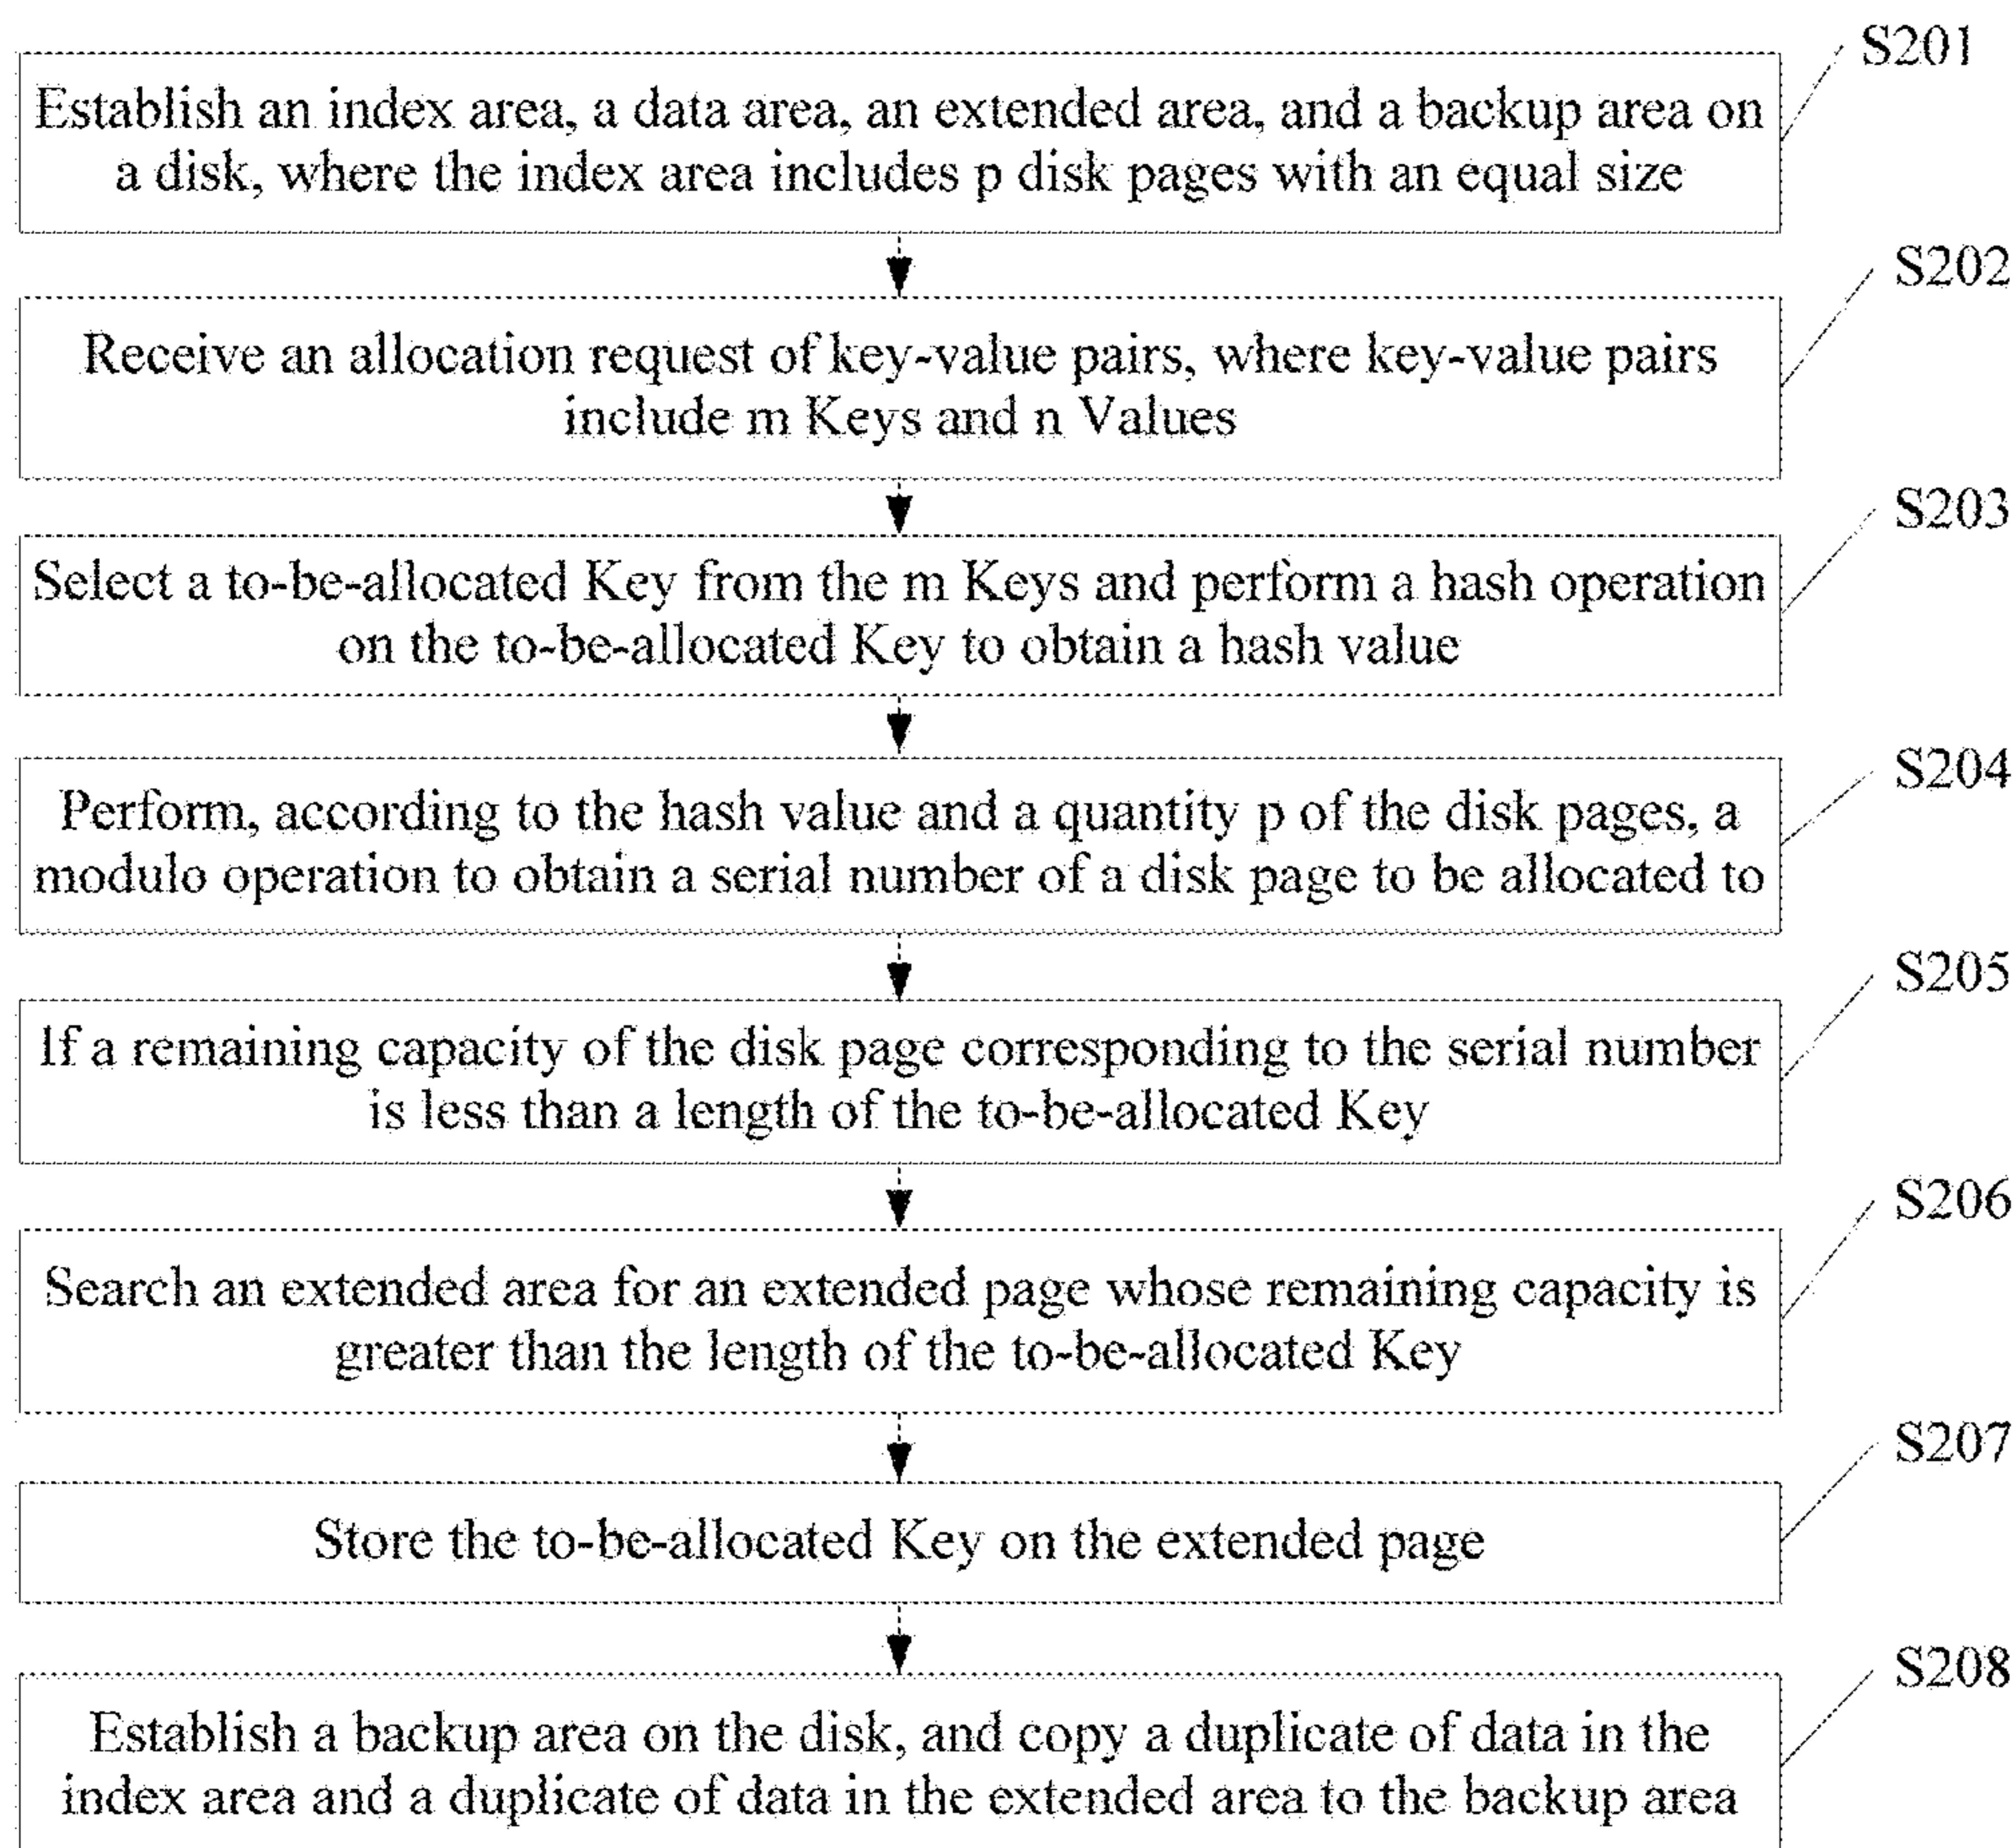 S201
Establish an index area, a data area, an extended area, and a backup area on
a disk, where the index area includes p disk pages with an equal size
S202
Receive an allocation request of key-value pairs, where key-value pairs
include m Keys and n Values
S203
Select a to-be-allocated Key from the m Keys and perform a hash operation
on the to-be-allocated Key to obtain a hash value
S204
Perform, according to the hash value and a quantity p of the disk pages, a
modulo operation to obtain a serial number of a disk page to be allocated to
S205
If a remaining capacity of the disk page corresponding to the serial number
is less than a length of the to-be-allocated Key
S206
Search an extended area for an extended page whose remaining capacity is
greater than the length of the to-be-allocated Key
S207
Store the to-be-allocated Key on the extended page
S208
Establish a backup area on the disk, and copy a duplicate of data in the
index area and a duplicate of data in the extended area to the backup area